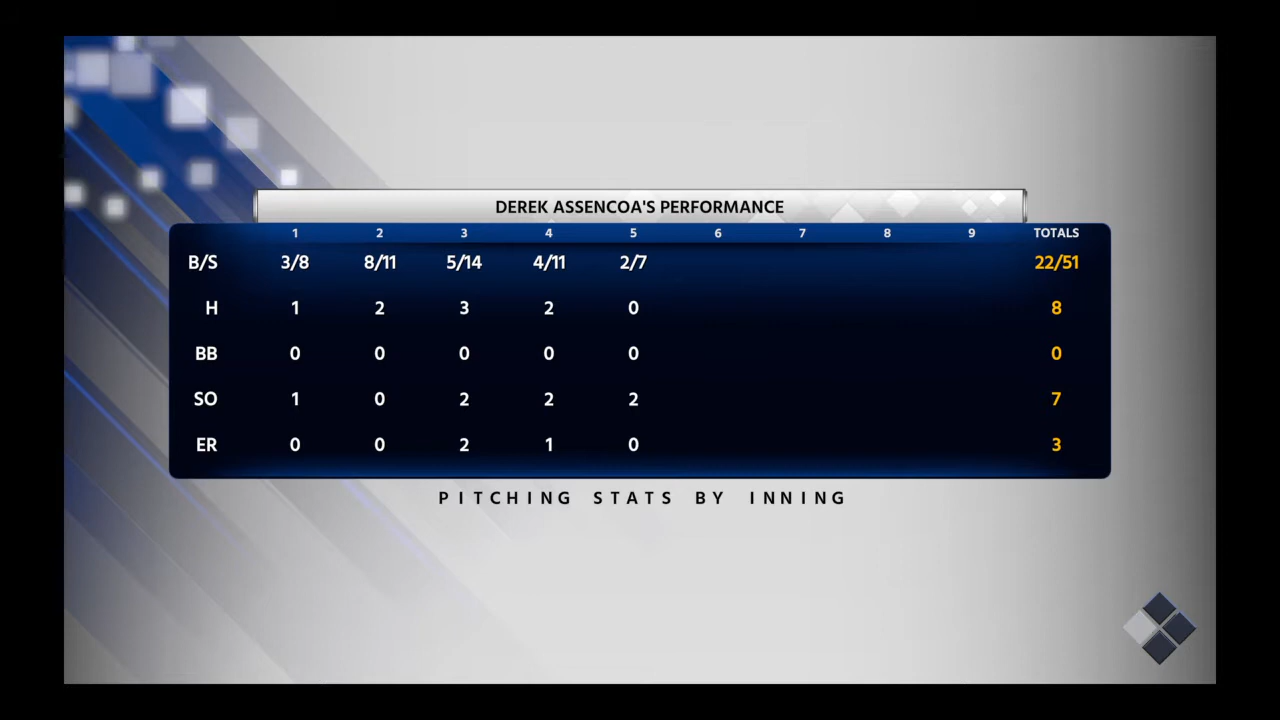 DEREK ASSENCOA'S PERFORMANCE
1 2 3 4 5 6 7 8 9 TOTALS
B/S 3/8 8/11 5/14 4/11 2/7 22/51
H 1 2 3 2 0 8
BB 0 0 0 0 0 0
SO 1 0 2 2 2 7
ER 0 0 2 1 0 3
PITCHING STATS BY INNING